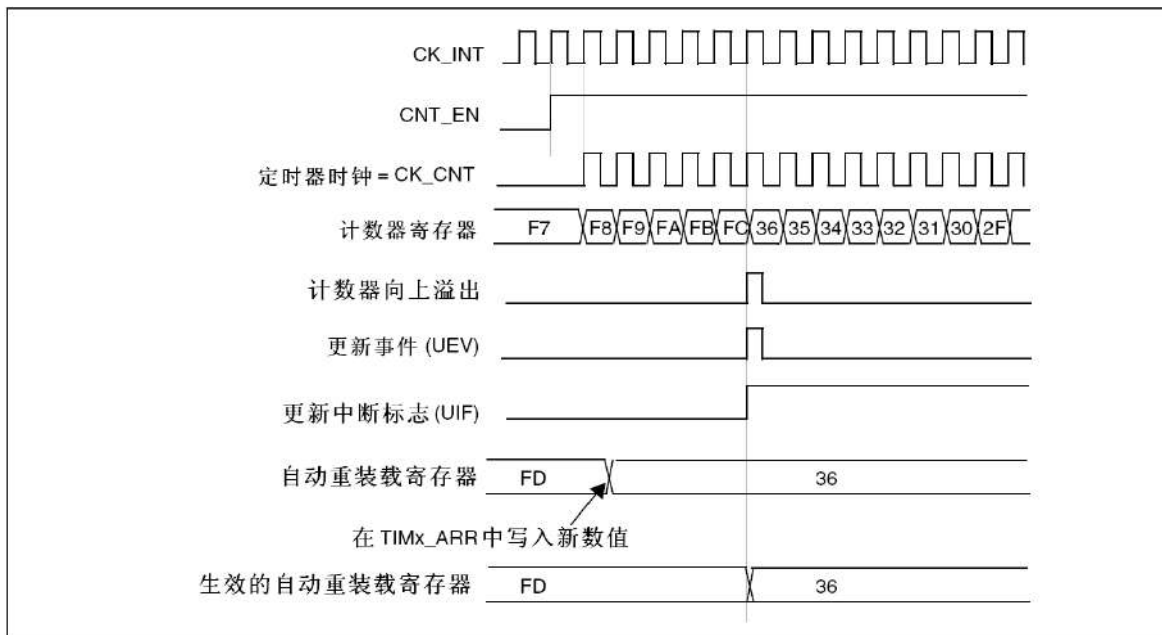 CK_INT
CNT_EN
定时器时钟 = CK_CNT
计数器寄存器 F7 F8 F9 FA FB FC 36 35 34 33 32 31 30 2F
计数器向上溢出
更新事件 (UEV)
更新中断标志 (UIF)
自动重装载寄存器 FD 36
在 TIMx_ARR 中写入新数值
生效的自动重装载寄存器 FD 36